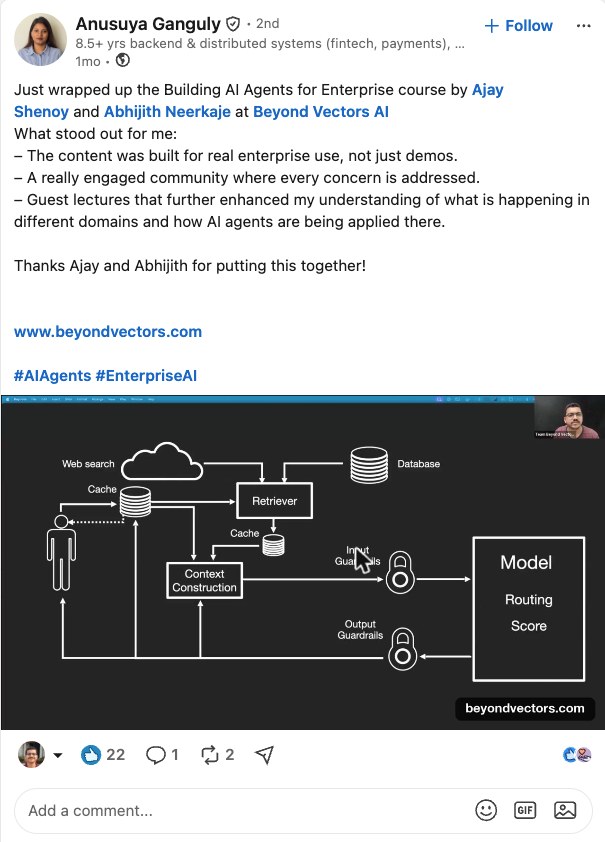 Anusuya Ganguly · 2nd
+ Follow
8.5+ yrs backend & distributed systems (fintech, payments), ...
1mo ·
Just wrapped up the Building AI Agents for Enterprise course by Ajay
Shenoy and Abhijith Neerkaje at Beyond Vectors AI
What stood out for me:
– The content was built for real enterprise use, not just demos.
– A really engaged community where every concern is addressed.
– Guest lectures that further enhanced my understanding of what is happening in
different domains and how AI agents are being applied there.
Thanks Ajay and Abhijith for putting this together!
www.beyondvectors.com
#AIAgents #EnterpriseAI
Web search
Database
Cache
Retriever
Cache
Input
Context
Construction
Model
Routing
Score
Output
Guardrails
beyondvectors.com
22
1
2
Add a comment...
GIF